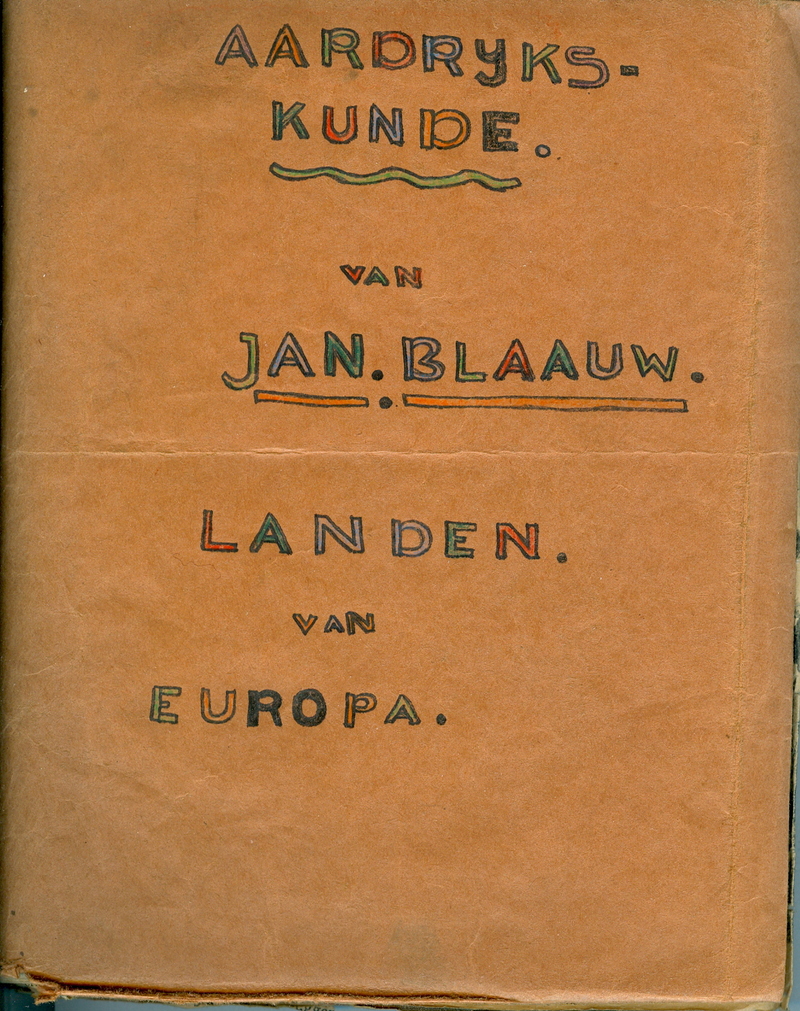 AARDRYKS-
KUNDE.
VAN
JAN. BLAAUW.
LANDEN.
VAN
EUROPA.